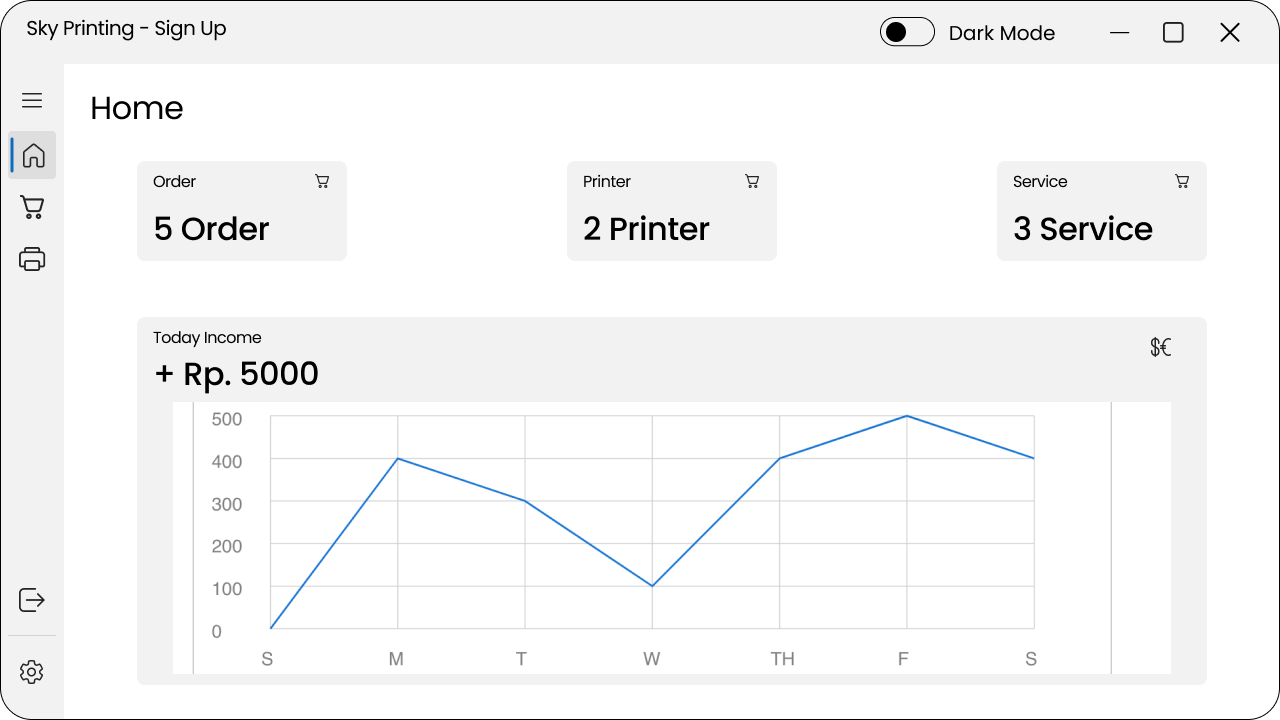 Sky Printing - Sign Up
Dark Mode
Home
Order
5 Order
Printer
2 Printer
Service
3 Service
Today Income
$€
+ Rp. 5000
500
400
300
200
100
0
S M T W TH F S